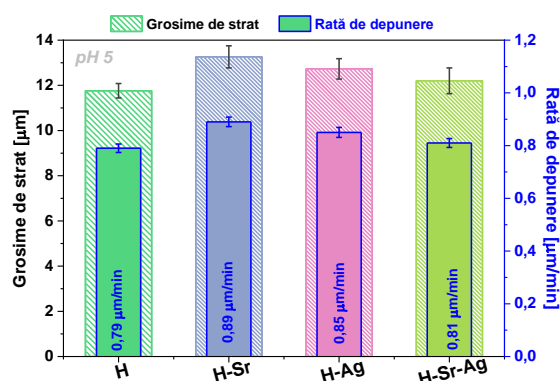 Grosime de strat
Rată de depunere
pH 5
14
12
10
8
6
4
2
0
Grosime de strat [µm]
1,2
1,0
0,8
0,6
0,4
0,2
0,0
Rată de depunere [µm/min]
0,79 µm/min
0,89 µm/min
0,85 µm/min
0,81 µm/min
H
H-Sr
H-Ag
H-Sr-Ag